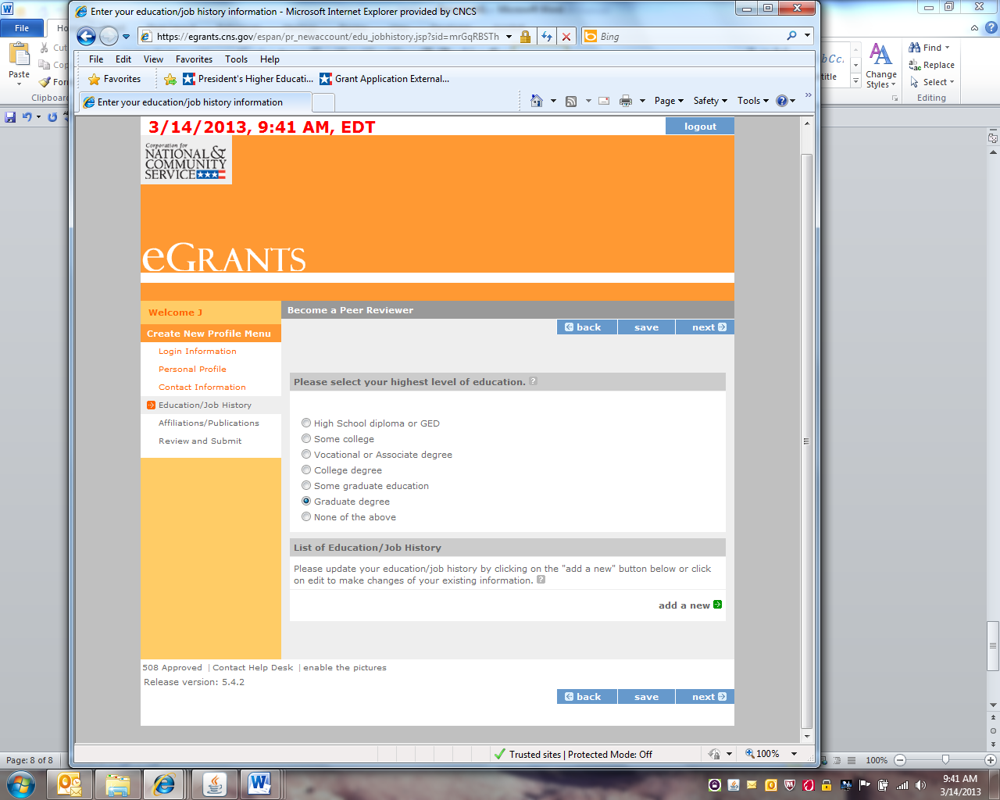 Enter your education/job history information - Microsoft Internet Explorer provided by CNCS
https://egrants.cns.gov/espan/pr_newaccount/edu_jobhistory.jsp?sid=mrGqRBSTh
Bing
File Edit View Favorites Tools Help
Favorites President's Higher Educati... Grant Application External...
Enter your education/job history information
Page Safety Tools
File
Paste
Clipboard
Change Styles
Find
Replace
Select
Editing
3/14/2013, 9:41 AM, EDT
logout
Corporation for
NATIONAL &
COMMUNITY
SERVICE
eGRANTS
Welcome J
Become a Peer Reviewer
Create New Profile Menu
back save next
Login Information
Personal Profile
Contact Information
Education/Job History
Affiliations/Publications
Review and Submit
Please select your highest level of education. ?
High School diploma or GED
Some college
Vocational or Associate degree
College degree
Some graduate education
Graduate degree
None of the above
List of Education/Job History
Please update your education/job history by clicking on the "add a new" button below or click
on edit to make changes of your existing information. ?
add a new
508 Approved | Contact Help Desk | enable the pictures
Release version: 5.4.2
back save next
Trusted sites | Protected Mode: Off
100%
Page: 8 of 8
100%
9:41 AM
3/14/2013